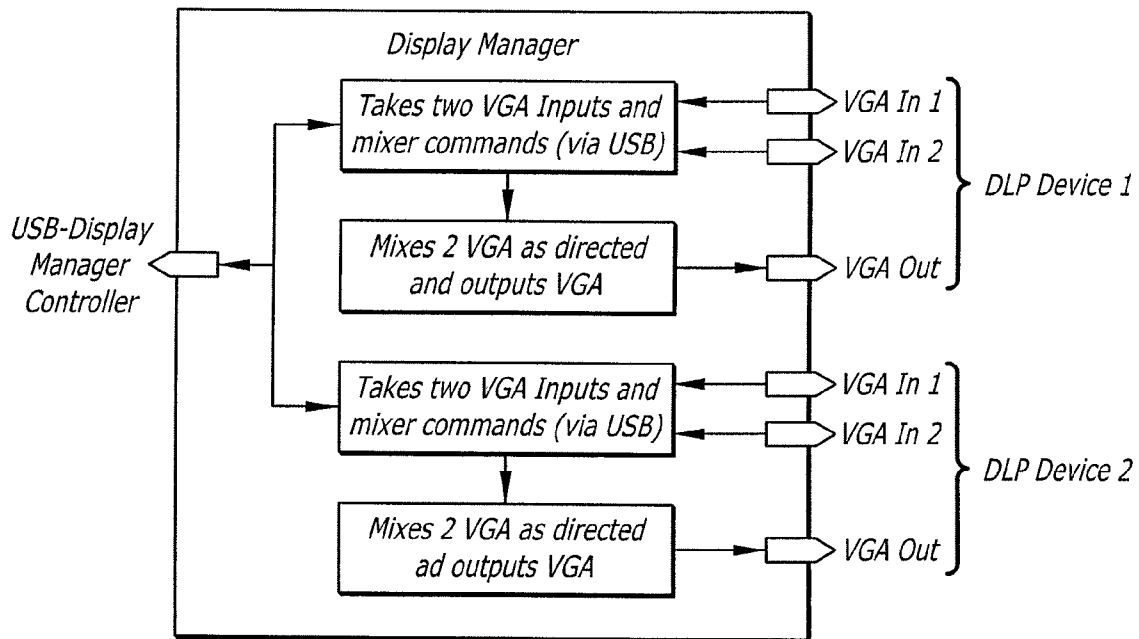 Display Manager
Takes two VGA Inputs and
mixer commands (via USB)
VGA In 1
VGA In 2
DLP Device 1
Mixes 2 VGA as directed
and outputs VGA
VGA Out
USB-Display
Manager
Controller
Takes two VGA Inputs and
mixer commands (via USB)
VGA In 1
VGA In 2
DLP Device 2
Mixes 2 VGA as directed
ad outputs VGA
VGA Out